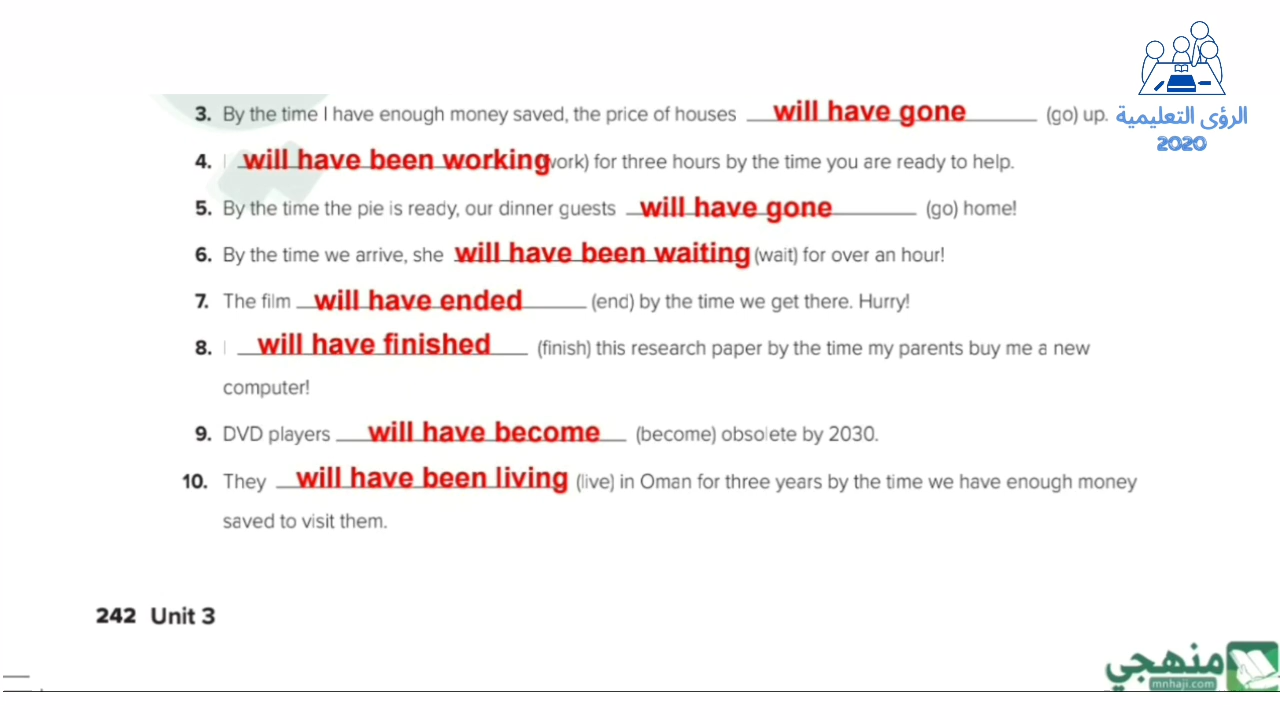 3. By the time I have enough money saved, the price of houses will have gone (go) up.
الرؤى التعليمية
2020
4. I will have been working work) for three hours by the time you are ready to help.
5. By the time the pie is ready, our dinner guests will have gone (go) home!
6. By the time we arrive, she will have been waiting (wait) for over an hour!
7. The film will have ended (end) by the time we get there. Hurry!
8. I will have finished (finish) this research paper by the time my parents buy me a new
computer!
9. DVD players will have become (become) obsolete by 2030.
10. They will have been living (live) in Oman for three years by the time we have enough money
saved to visit them.
242 Unit 3
منهجي
mnhaji.com